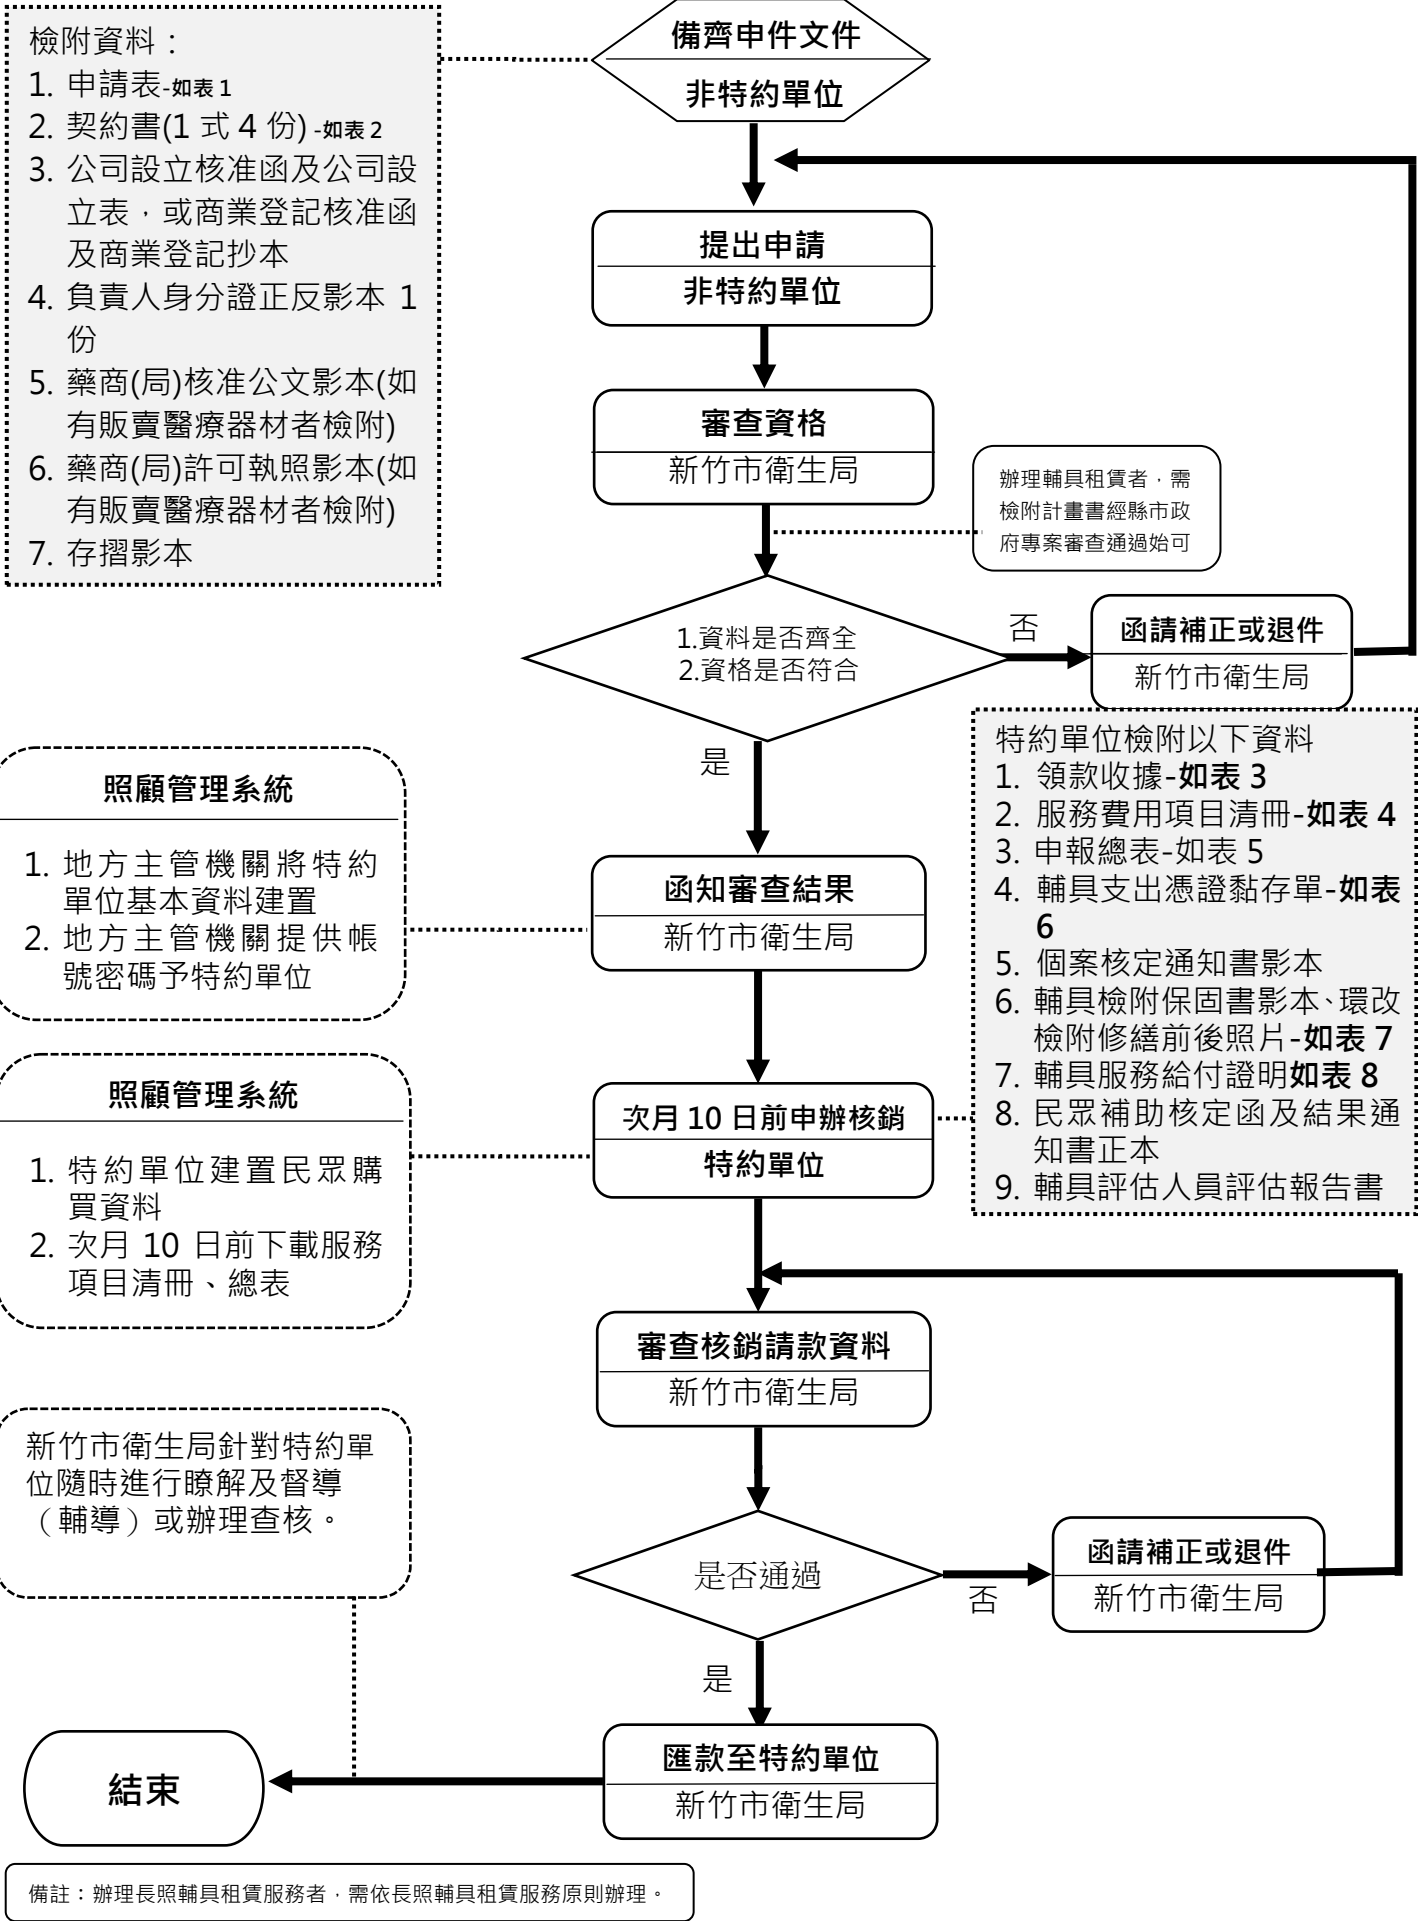 檢附資料：
1. 申請表-如表 1
2. 契約書(1 式 4 份) -如表 2
3. 公司設立核准函及公司設
立表，或商業登記核准函
及商業登記抄本
4. 負責人身分證正反影本 1
份
5. 藥商(局)核准公文影本(如
有販賣醫療器材者檢附)
6. 藥商(局)許可執照影本(如
有販賣醫療器材者檢附)
7. 存摺影本
備齊申件文件
非特約單位
提出申請
非特約單位
審查資格
新竹市衛生局
辦理輔具租賃者，需
檢附計畫書經縣市政
府專案審查通過始可
1.資料是否齊全
2.資格是否符合
否
函請補正或退件
新竹市衛生局
是
照顧管理系統
1. 地方主管機關將特約
單位基本資料建置
2. 地方主管機關提供帳
號密碼予特約單位
函知審查結果
新竹市衛生局
特約單位檢附以下資料
1. 領款收據-如表 3
2. 服務費用項目清冊-如表 4
3. 申報總表-如表 5
4. 輔具支出憑證黏存單-如表
6
5. 個案核定通知書影本
6. 輔具檢附保固書影本、環改
檢附修繕前後照片-如表 7
7. 輔具服務給付證明如表 8
8. 民眾補助核定函及結果通
知書正本
9. 輔具評估人員評估報告書
照顧管理系統
1. 特約單位建置民眾購
買資料
2. 次月 10 日前下載服務
項目清冊、總表
次月 10 日前申辦核銷
特約單位
審查核銷請款資料
新竹市衛生局
新竹市衛生局針對特約單
位隨時進行瞭解及督導
（輔導）或辦理查核。
是否通過
否
函請補正或退件
新竹市衛生局
是
匯款至特約單位
新竹市衛生局
結束
備註：辦理長照輔具租賃服務者，需依長照輔具租賃服務原則辦理。